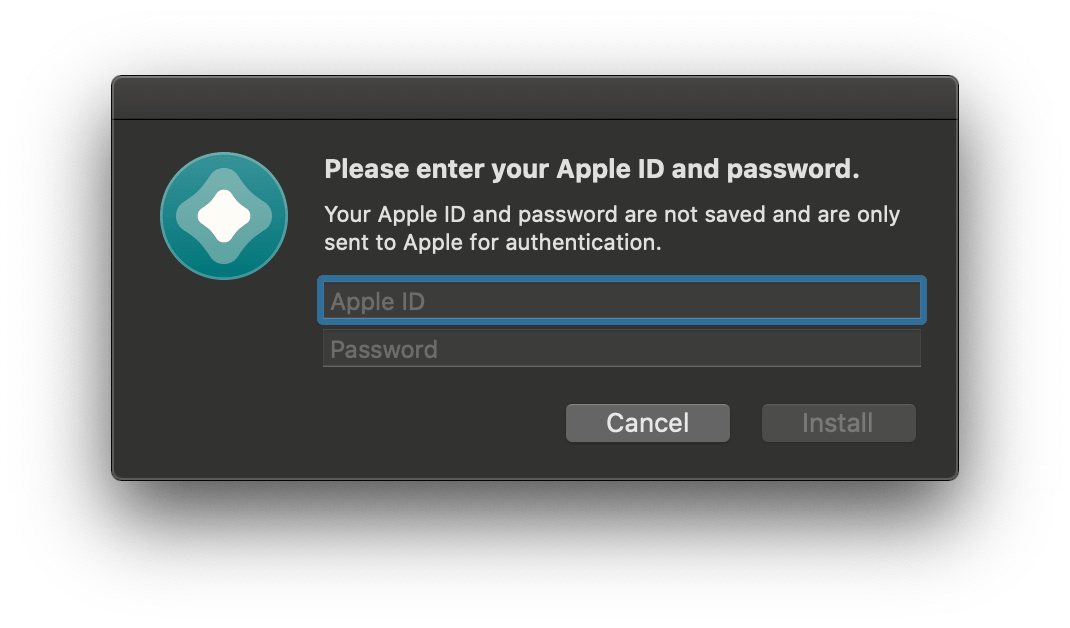 Please enter your Apple ID and password.
Your Apple ID and password are not saved and are only
sent to Apple for authentication.
Apple ID
Password
Cancel Install